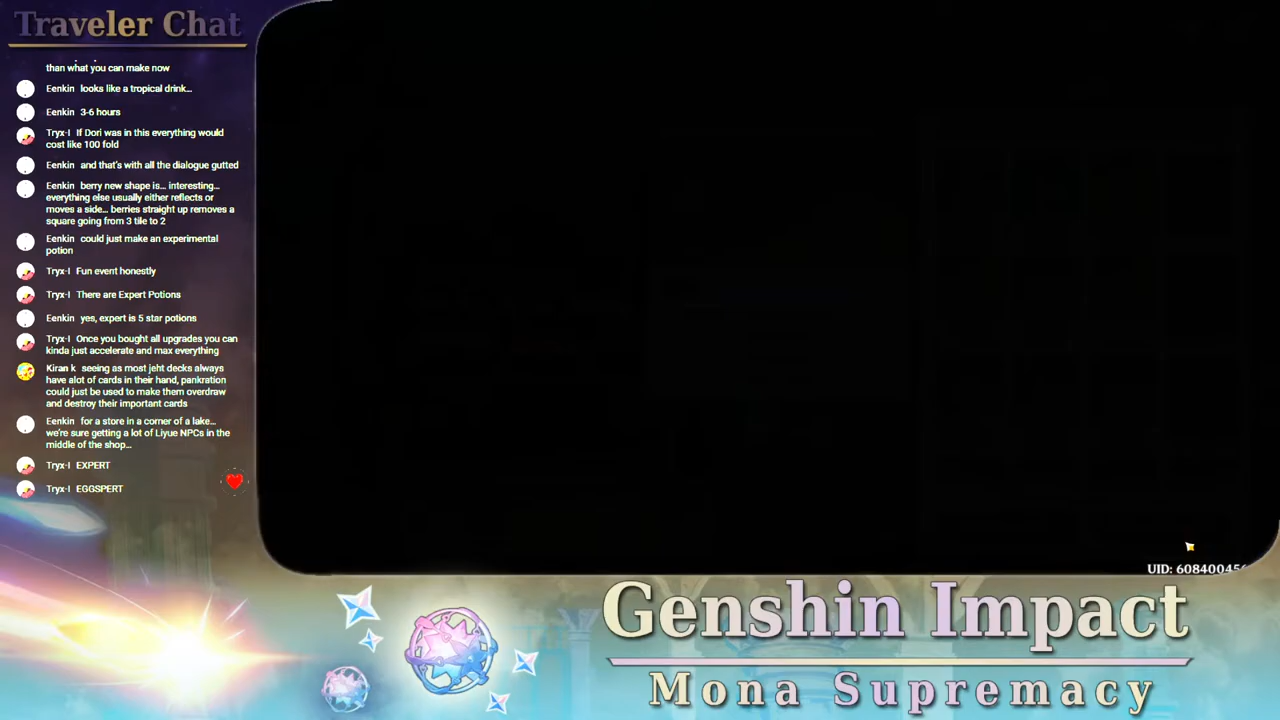 Traveler Chat
than what you can make now
Eenkin looks like a tropical drink...
Eenkin 3-6 hours
Tryx-I If Dori was in this everything would
cost like 100 fold
Eenkin and that's with all the dialogue gutted
Eenkin berry new shape is... interesting...
everything else usually either reflects or
moves a side... berries straight up removes a
square going from 3 tile to 2
Eenkin could just make an experimental
potion
Tryx-I Fun event honestly
Tryx-I There are Expert Potions
Eenkin yes, expert is 5 star potions
Tryx-I Once you bought all upgrades you can
kinda just accelerate and max everything
Kiran k seeing as most jeht decks always
have alot of cards in their hand, pankration
could just be used to make them overdraw
and destroy their important cards
Eenkin for a store in a corner of a lake...
we're sure getting a lot of Liyue NPCs in the
middle of the shop...
Tryx-I EXPERT
Tryx-I EGGSPERT
UID: 60840045
Genshin Impact
Mona Supremacy